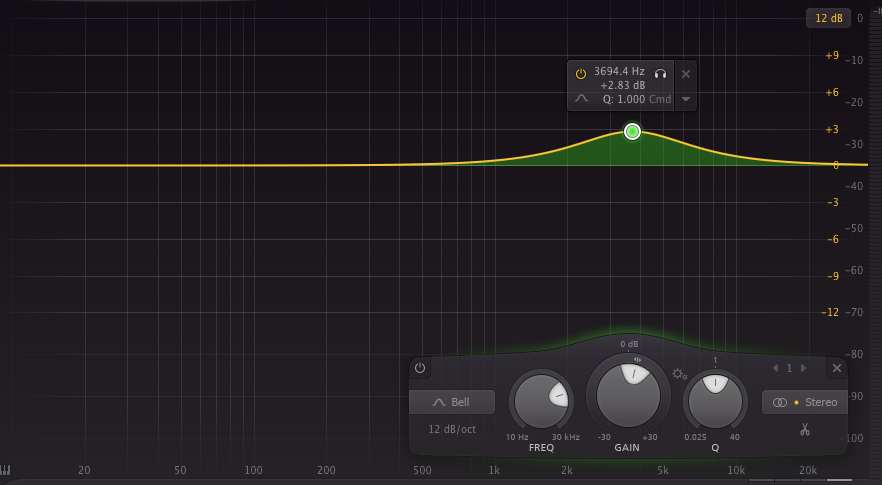 12 dB
0
+9
-10
+6
-20
+3
-30
0
-40
-3
-50
-6
-60
-9
-12
-70
-80
-90
-100
3694.4 Hz
+2.83 dB
Q: 1.000 Cmd
0 dB
1
1
Bell
Stereo
12 dB/oct
10 Hz
30 kHz
-30
+30
0.025
40
FREQ
GAIN
Q
20
50
100
200
500
1k
2k
5k
10k
20k